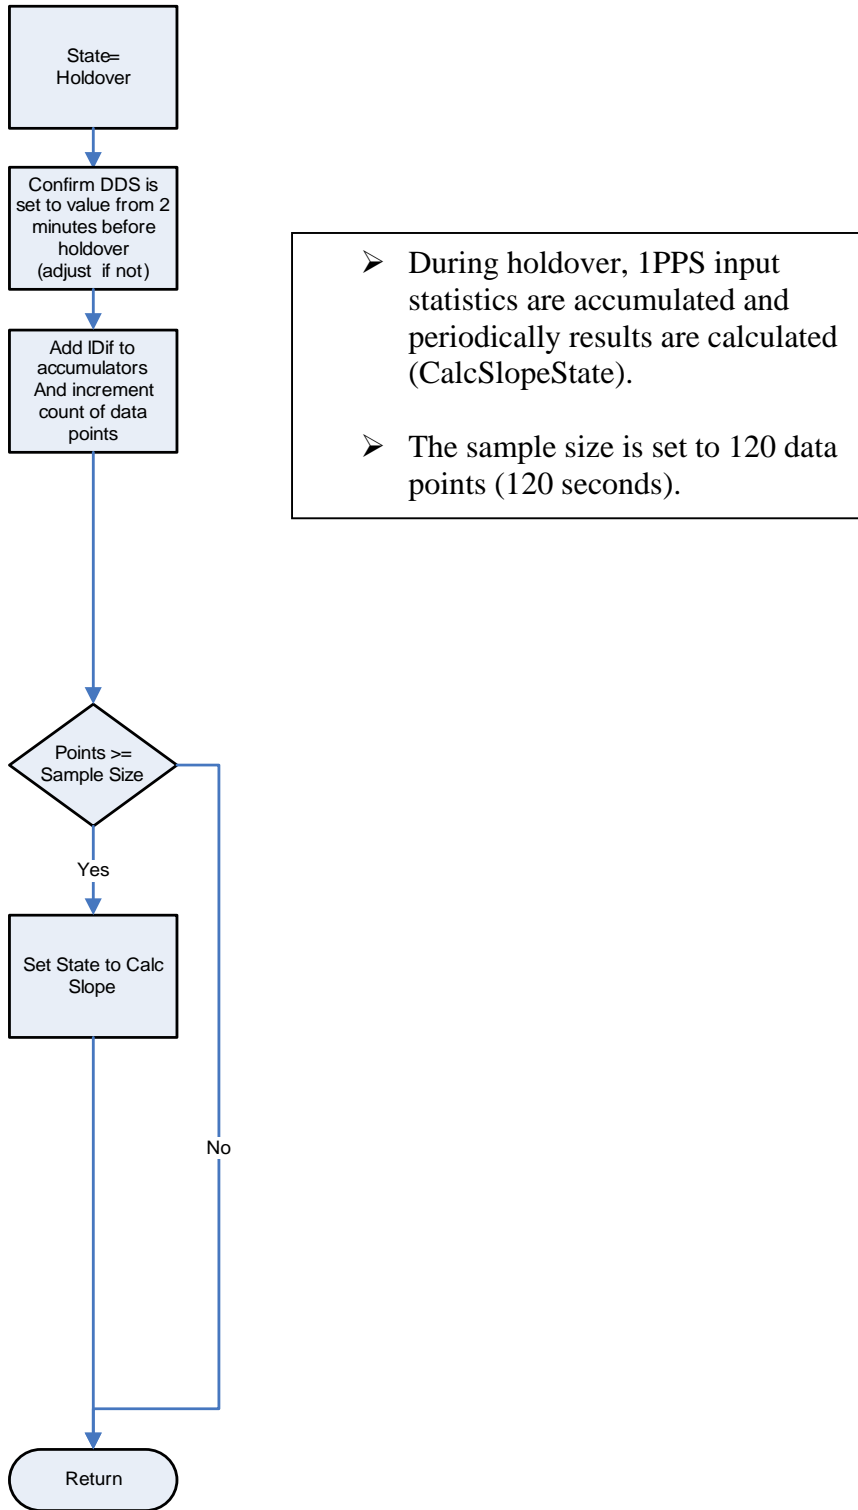 State=
Holdover
Confirm DDS is
set to value from 2
minutes before
holdover
(adjust if not)
Add IDif to
accumulators
And increment
count of data
points
➢ During holdover, 1PPS input
statistics are accumulated and
periodically results are calculated
(CalcSlopeState).
➢ The sample size is set to 120 data
points (120 seconds).
Points >=
Sample Size
Yes
Set State to Calc
Slope
No
Return